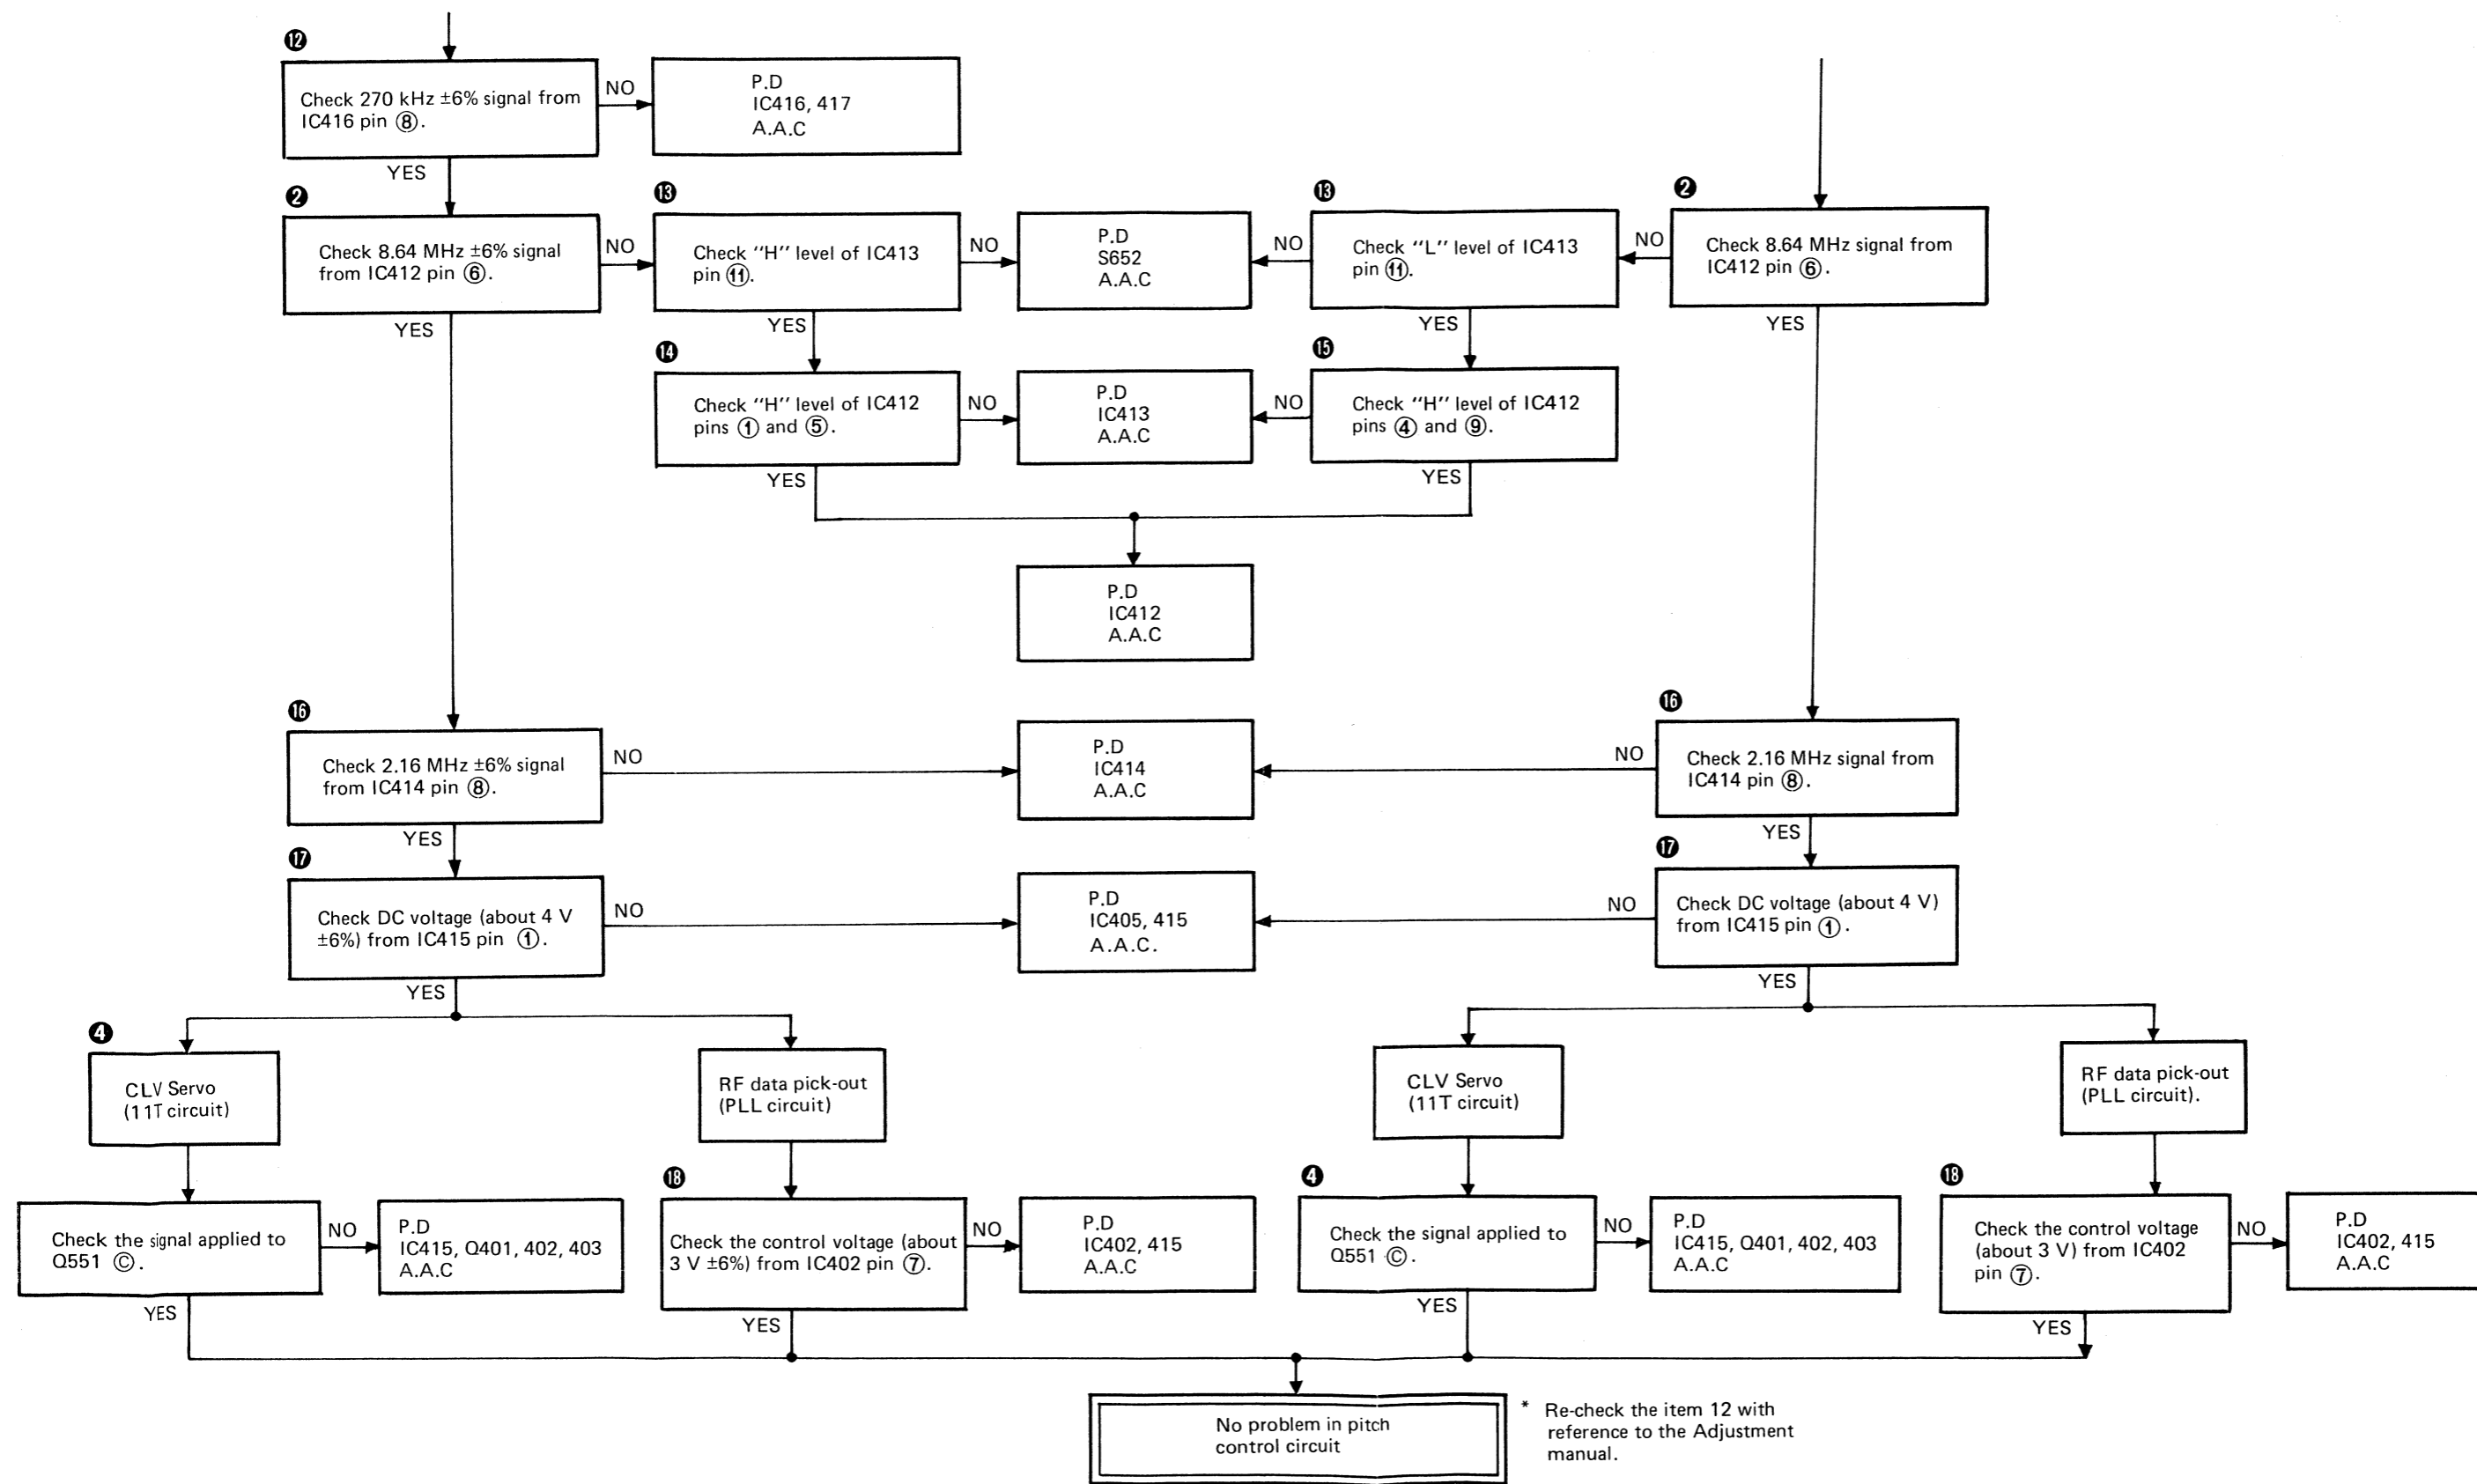 ⓬
Check 270 kHz ±6% signal from
IC416 pin ⑧.
NO
P.D
IC416, 417
A.A.C
YES
❷
Check 8.64 MHz ±6% signal
from IC412 pin ⑥.
NO
YES
⓭
Check "H" level of IC413
pin ⑪.
NO
YES
P.D
S652
A.A.C
⓭
Check "L" level of IC413
pin ⑪.
NO
YES
❷
Check 8.64 MHz signal from
IC412 pin ⑥.
NO
YES
⓮
Check "H" level of IC412
pins ① and ⑤.
NO
YES
P.D
IC413
A.A.C
⓯
Check "H" level of IC412
pins ④ and ⑨.
NO
YES
P.D
IC412
A.A.C
⓰
Check 2.16 MHz ±6% signal
from IC414 pin ⑧.
NO
YES
P.D
IC414
A.A.C
⓰
Check 2.16 MHz signal from
IC414 pin ⑧.
NO
YES
⓱
Check DC voltage (about 4 V
±6%) from IC415 pin ①.
NO
YES
P.D
IC405, 415
A.A.C.
⓱
Check DC voltage (about 4 V)
from IC415 pin ①.
NO
YES
❹
CLV Servo
(11T circuit)
RF data pick-out
(PLL circuit)
CLV Servo
(11T circuit)
RF data pick-out
(PLL circuit).
Check the signal applied to
Q551 Ⓒ.
NO
YES
P.D
IC415, Q401, 402, 403
A.A.C
⓲
Check the control voltage (about
3 V ±6%) from IC402 pin ⑦.
NO
YES
P.D
IC402, 415
A.A.C
❹
Check the signal applied to
Q551 Ⓒ.
NO
YES
P.D
IC415, Q401, 402, 403
A.A.C
⓲
Check the control voltage
(about 3 V) from IC402
pin ⑦.
NO
YES
P.D
IC402, 415
A.A.C
No problem in pitch
control circuit
* Re-check the item 12 with
reference to the Adjustment
manual.